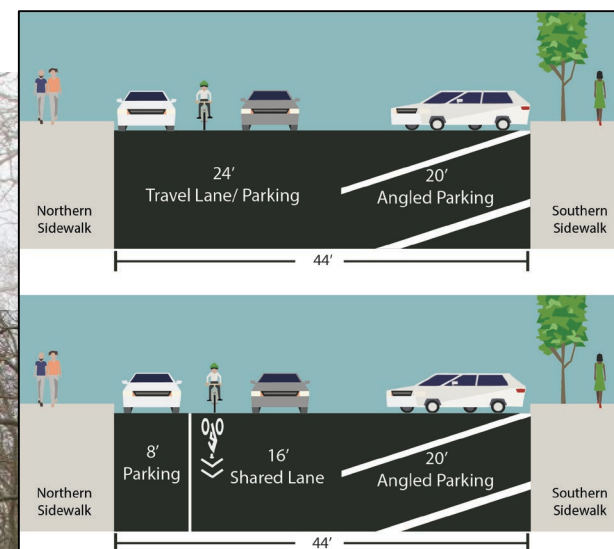 24'
Travel Lane/ Parking
20'
Angled Parking
Northern
Sidewalk
Southern
Sidewalk
44'
8'
Parking
16'
Shared Lane
20'
Angled Parking
Northern
Sidewalk
Southern
Sidewalk
44'